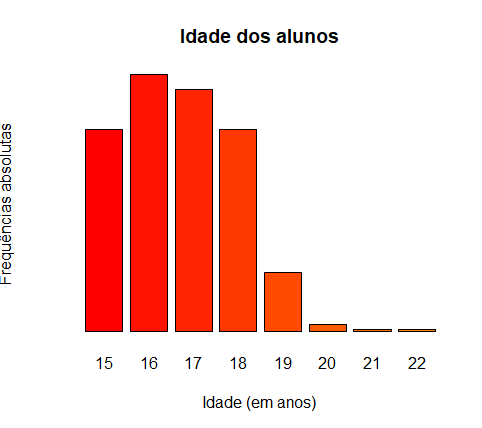 Idade dos alunos
Frequências absolutas
15 16 17 18 19 20 21 22
Idade (em anos)